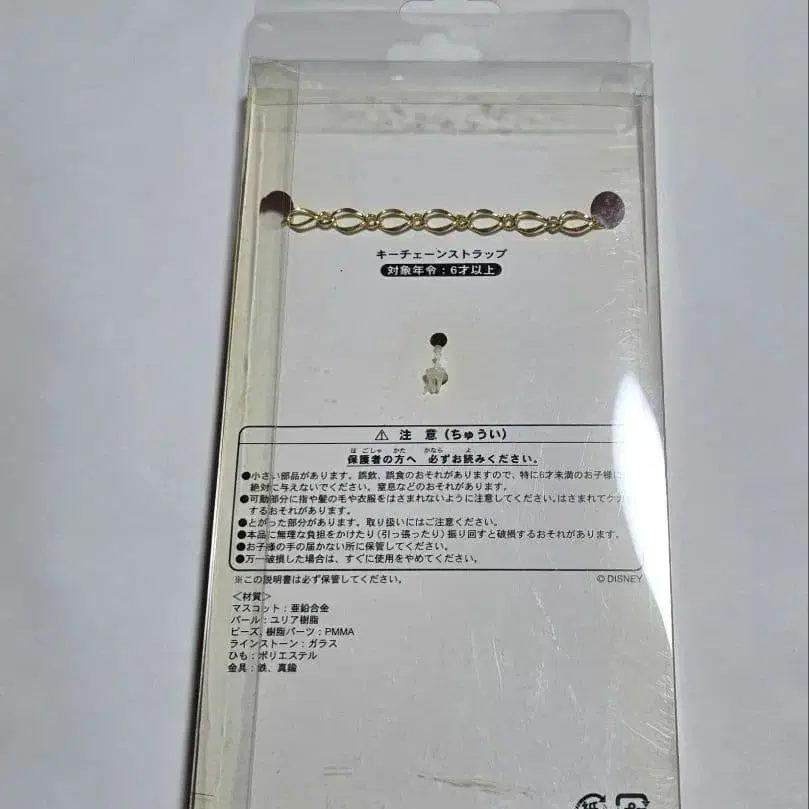 キーチェーンストラップ
対象年令：6才以上
⚠ 注 意（ちゅうい）
ほごしゃ かた かなら よ
保護者の方へ 必ずお読みください。
●小さい部品があります。誤飲、誤食のおそれがありますので、特に6才未満のお子様に
絶対に与えないでください。窒息などのおそれがあります。
●可動部分に指や髪の毛や衣服をはさまれないように注意してください。はさまれてケガ
するおそれがあります。
●とがった部分があります。取り扱いにはご注意ください。
●本品に無理な負担をかけたり（引っ張ったり）振り回すと破損するおそれがあります。
●お子様の手の届かない所に保管してください。
●万一破損した場合は、すぐに使用をやめてください。
※この説明書は必ず保管してください。
© DISNEY
＜材質＞
マスコット：亜鉛合金
パール：ユリア樹脂
ビーズ、樹脂パーツ：PMMA
ラインストーン：ガラス
ひも：ポリエステル
金具：鉄、真鍮